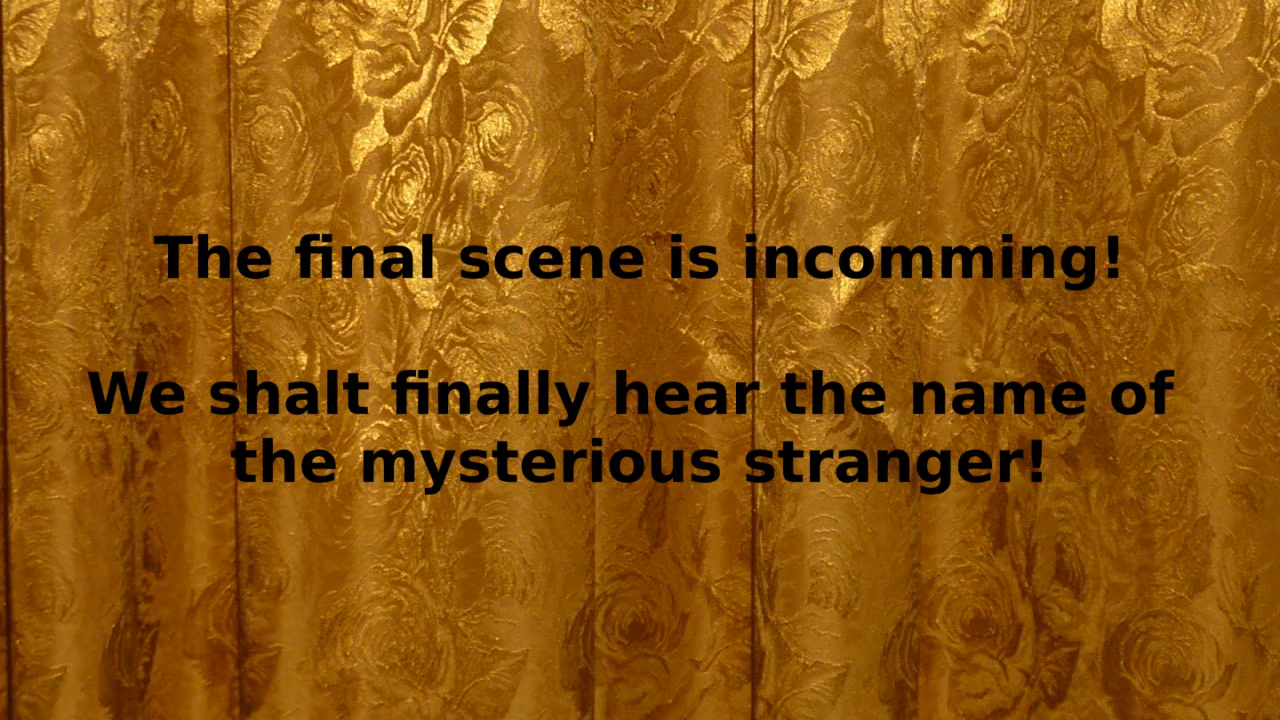 The final scene is incomming!
We shalt finally hear the name of
the mysterious stranger!